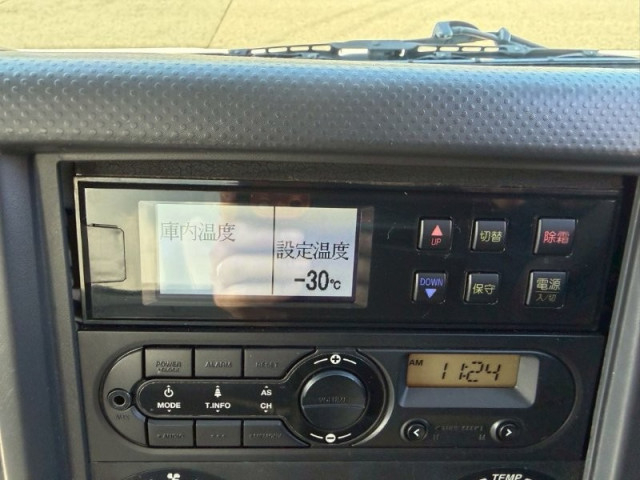 庫内温度
設定温度
-30℃
UP
切替
除霜
DOWN
保守
電源
入/切
POWER
ALARM
RESET
AM 11:24
MODE
T.INFO
AS
CH
AUX
TEMP